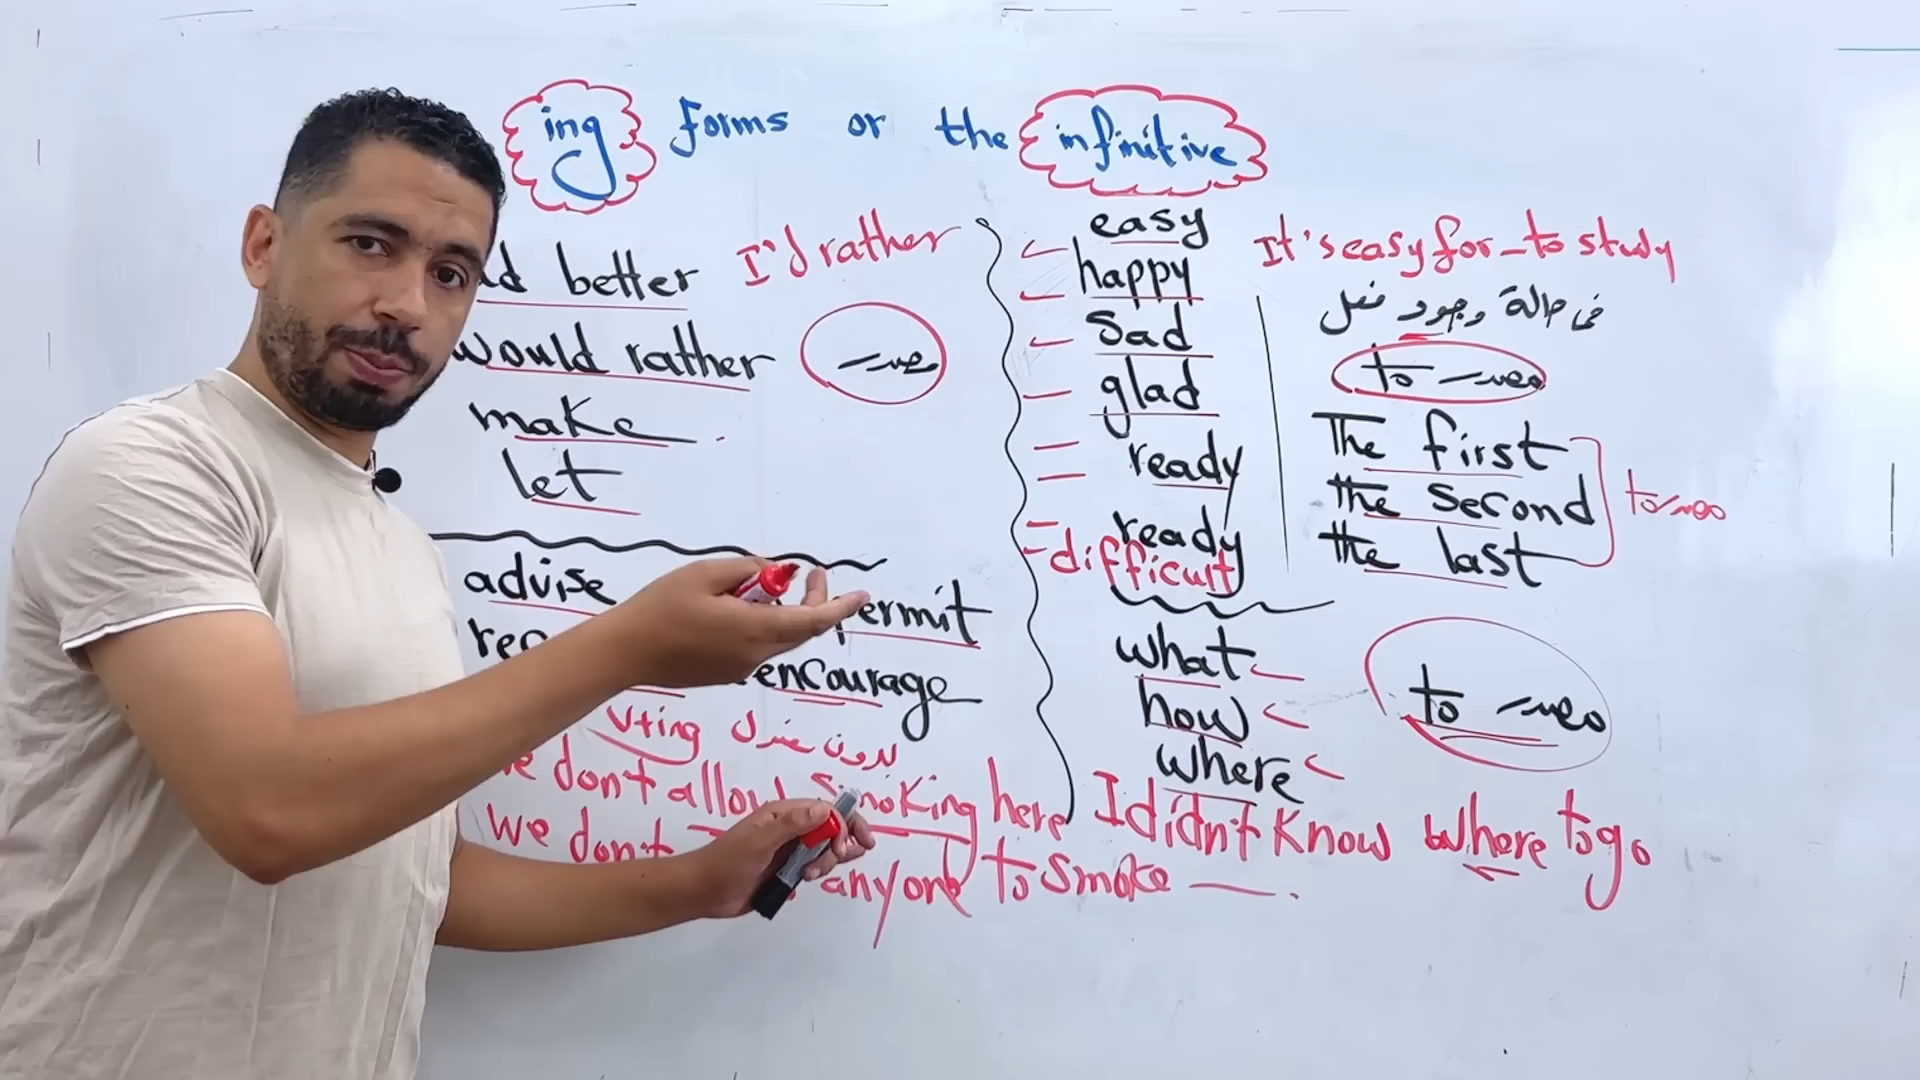 ing forms or the infinitive
better I'd rather
would rather مصدر
make
let
advise permit
encourage
V+ing بدون مفعول
don't allow Smoking here
We don't anyone to smoke
easy
happy
Sad
glad
ready
ready
difficult
It's easy for to study
في حالة وجود فعل
to مصدر
The first
the second
the last
to مصدر
what
how
where
to مصدر
I didn't Know where to go